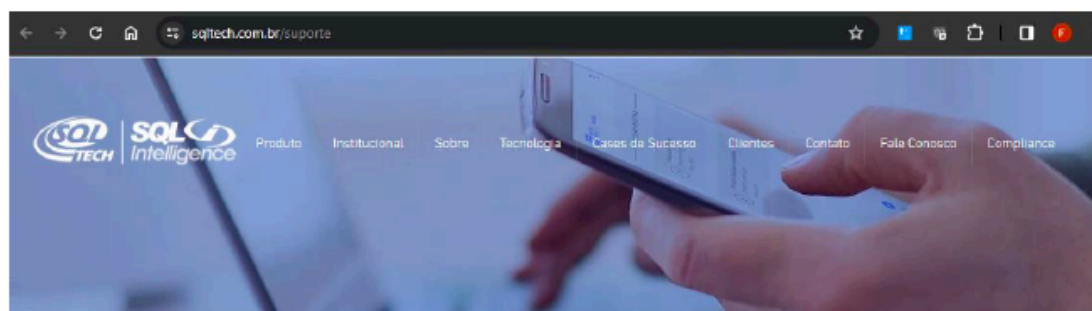 sqltech.com.br/suporte
F
SQL TECH | SQL Intelligence
Produto Institucional Sobre Tecnologia Cases de Sucesso Clientes Contato Fale Conosco Compliance